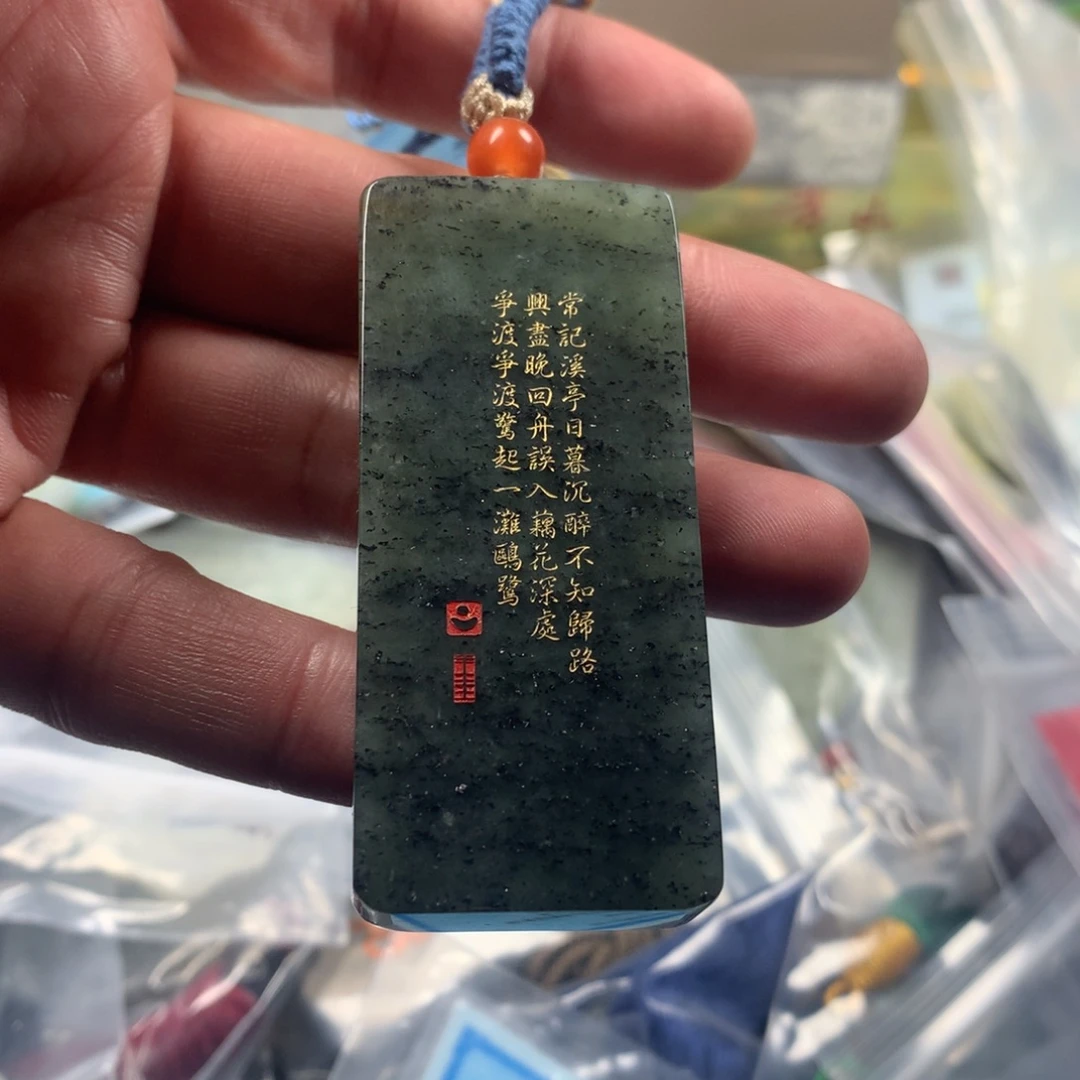 常記溪亭日暮沉醉不知歸路
興盡晚回舟誤入藕花深處
爭渡爭渡驚起一灘鷗鷺